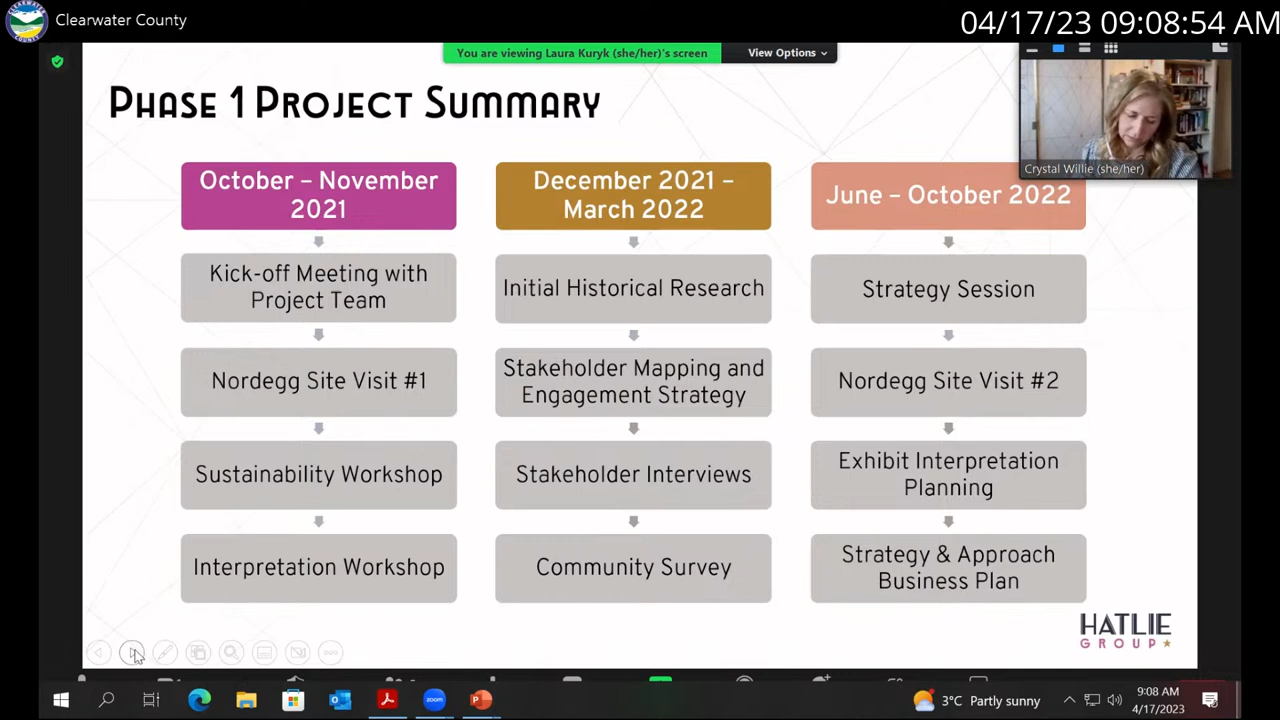 Clearwater County
04/17/23 09:08:54 AM
You are viewing Laura Kuryk (she/her)'s screen
View Options
Crystal Willie (she/her)
PHASE 1 PROJECT SUMMARY
October – November
2021
Kick-off Meeting with
Project Team
Nordegg Site Visit #1
Sustainability Workshop
Interpretation Workshop
December 2021 –
March 2022
Initial Historical Research
Stakeholder Mapping and
Engagement Strategy
Stakeholder Interviews
Community Survey
June – October 2022
Strategy Session
Nordegg Site Visit #2
Exhibit Interpretation
Planning
Strategy & Approach
Business Plan
HATLIE
GROUP
zoom
3°C Partly sunny
9:08 AM
4/17/2023